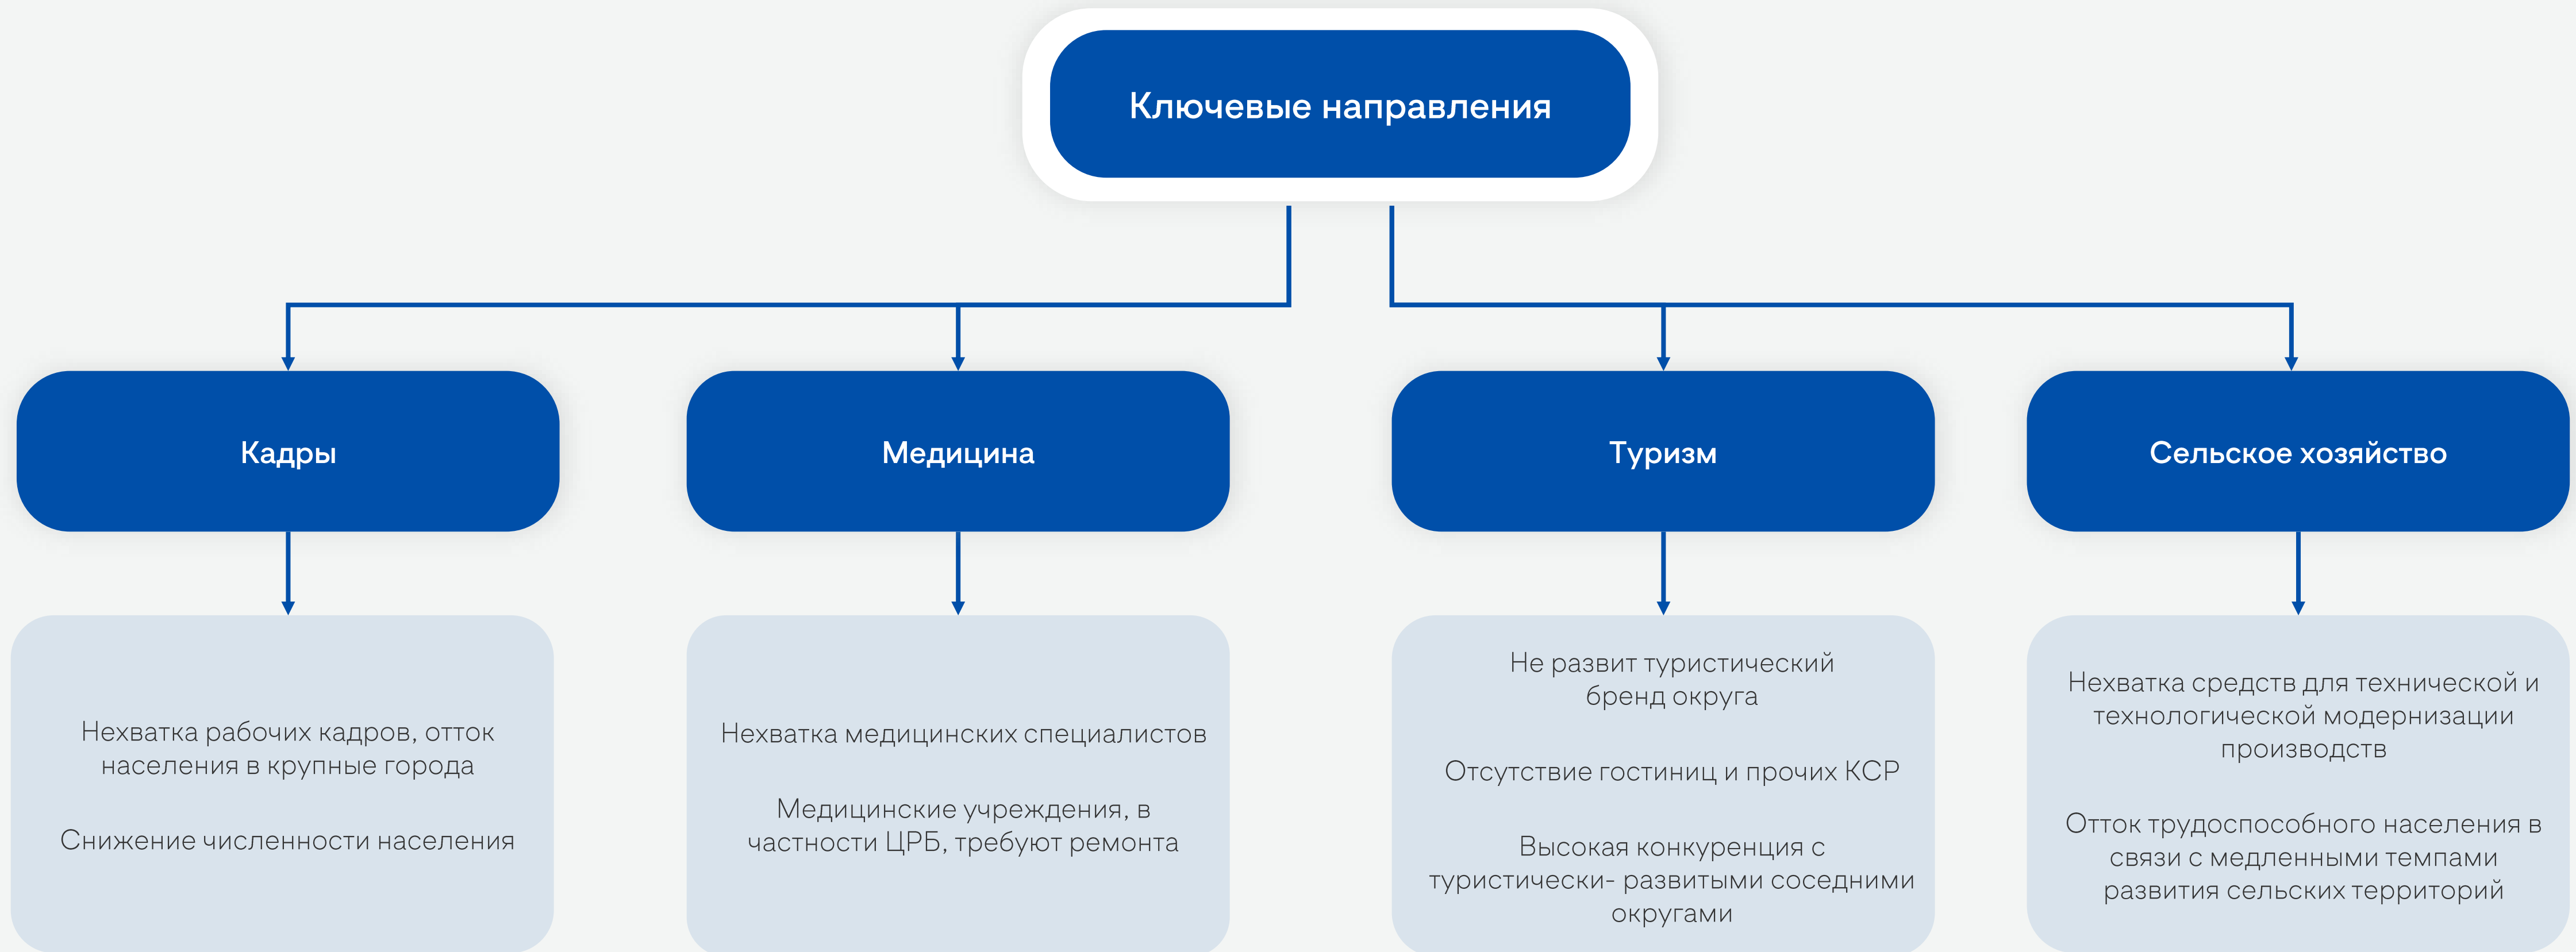 Ключевые направления
Кадры
Медицина
Туризм
Сельское хозяйство
Нехватка рабочих кадров, отток
населения в крупные города
Снижение численности населения
Нехватка медицинских специалистов
Медицинские учреждения, в
частности ЦРБ, требуют ремонта
Не развит туристический
бренд округа
Отсутствие гостиниц и прочих КСР
Высокая конкуренция с
туристически- развитыми соседними
округами
Нехватка средств для технической и
технологической модернизации
производств
Отток трудоспособного населения в
связи с медленными темпами
развития сельских территорий